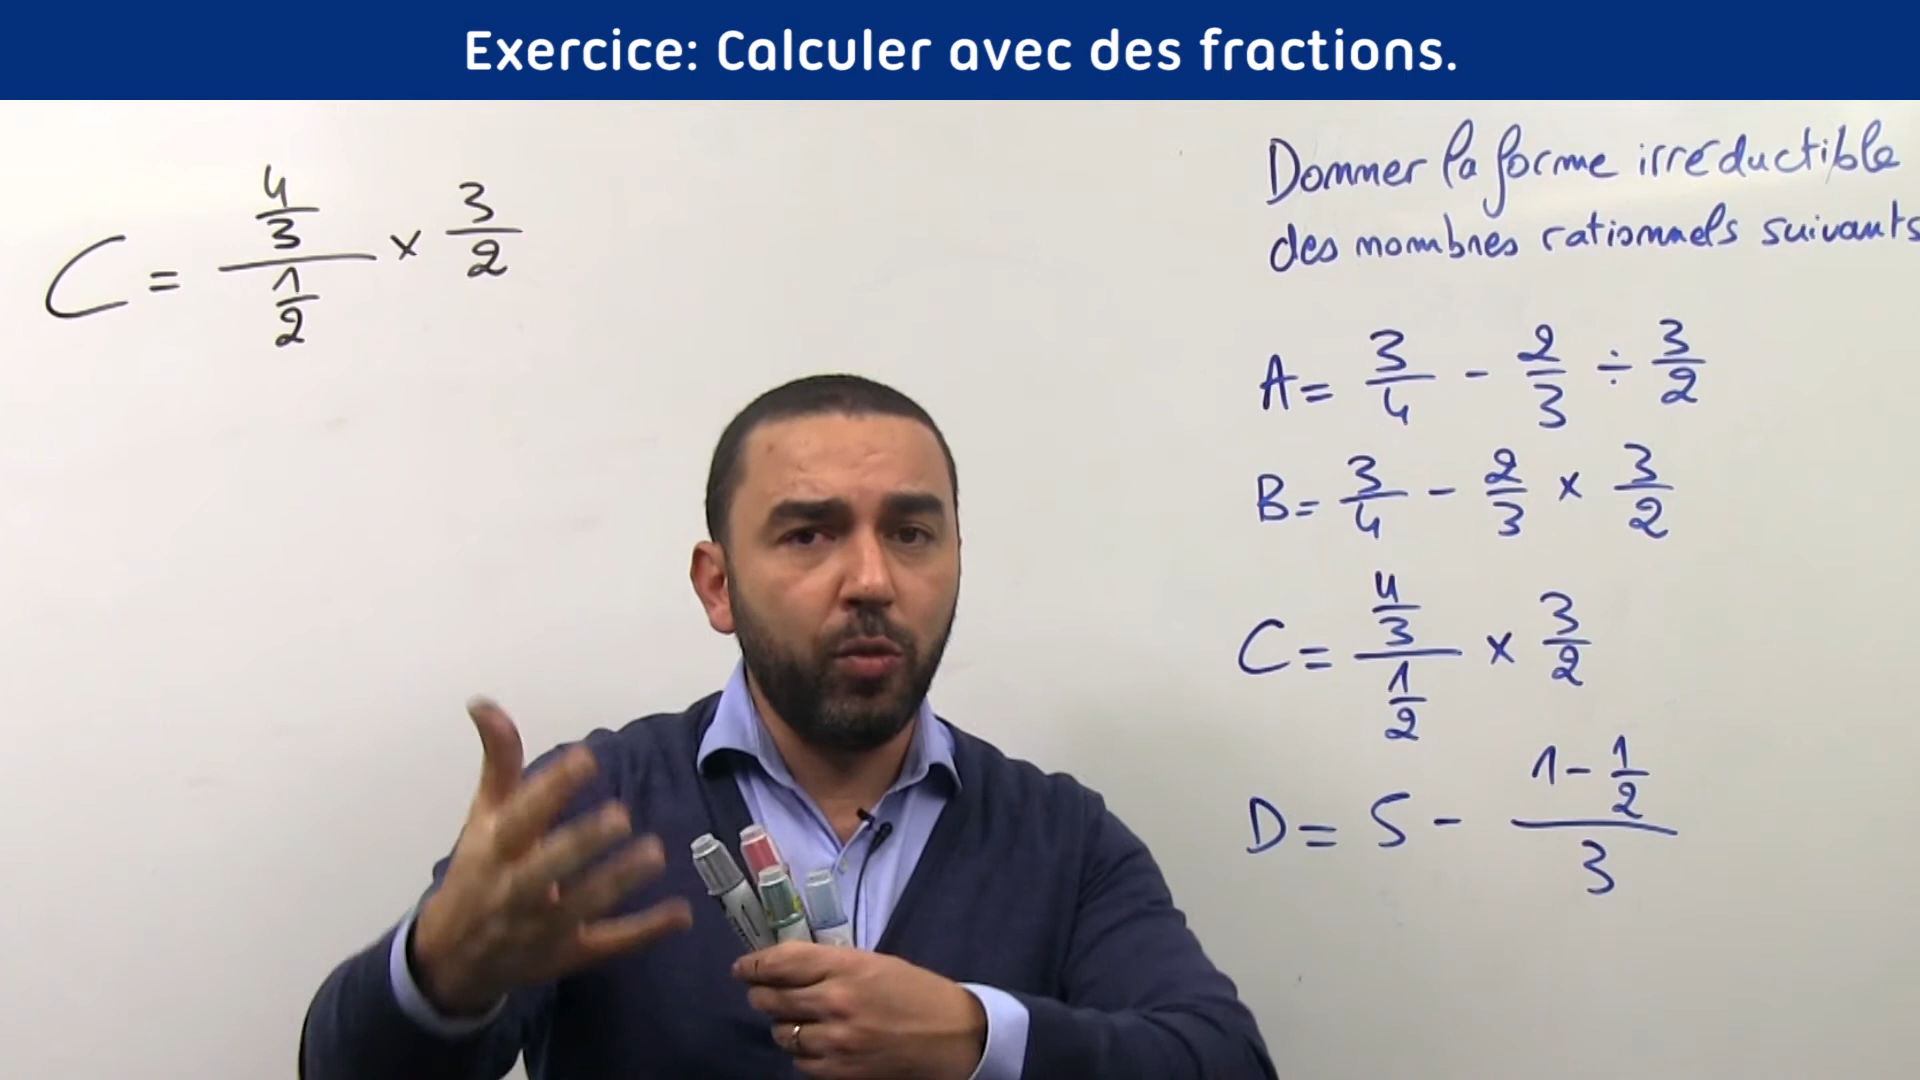 Exercice: Calculer avec des fractions.
C = (4/3)/(1/2) × 3/2
Donner la forme irréductible
des nombres rationnels suivants
A = 3/4 - 2/3 ÷ 3/2
B = 3/4 - 2/3 × 3/2
C = (4/3)/(1/2) × 3/2
D = 5 - (1 - 1/2)/3